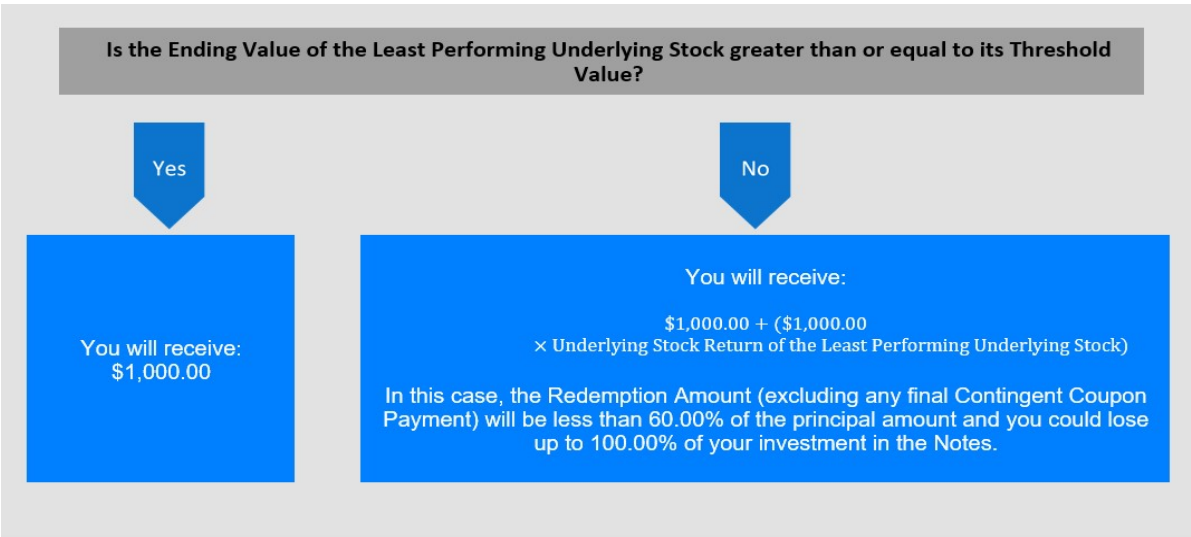 Is the Ending Value of the Least Performing Underlying Stock greater than or equal to its Threshold
Value?
Yes
No
You will receive:
$1,000.00
You will receive:
$1,000.00 + ($1,000.00
× Underlying Stock Return of the Least Performing Underlying Stock)
In this case, the Redemption Amount (excluding any final Contingent Coupon
Payment) will be less than 60.00% of the principal amount and you could lose
up to 100.00% of your investment in the Notes.